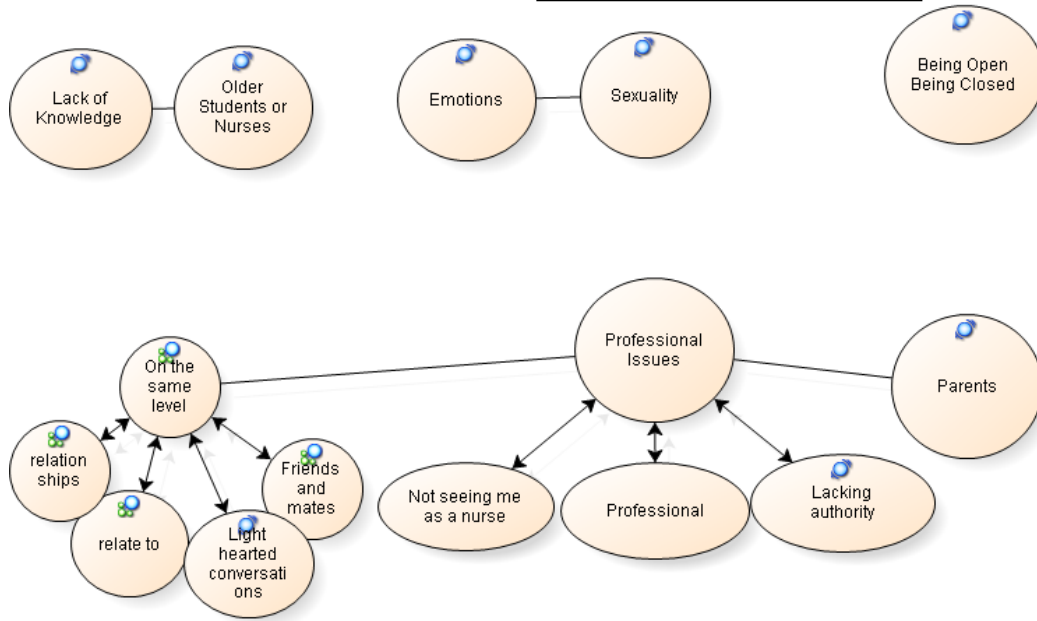 Lack of
Knowledge
Older
Students or
Nurses
Emotions
Sexuality
Being Open
Being Closed
Professional
Issues
On the
same
level
Parents
relation
ships
relate to
Light
hearted
conversati
ons
Friends
and
mates
Not seeing me
as a nurse
Professional
Lacking
authority